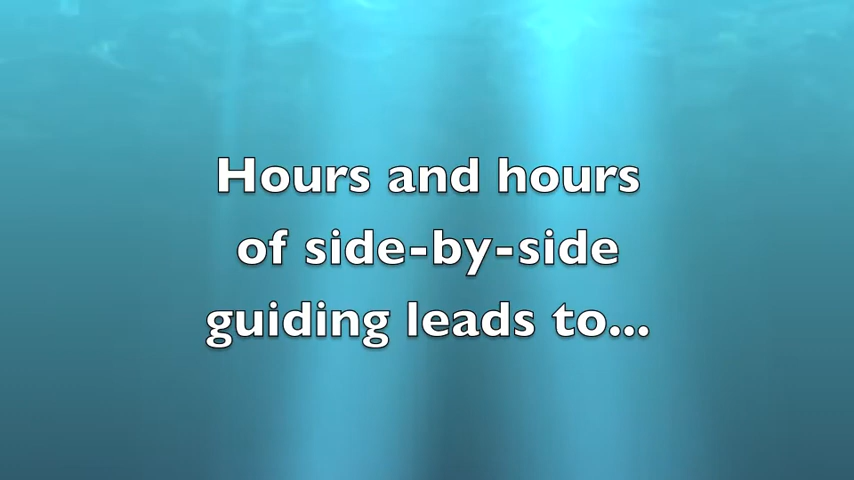 Hours and hours
of side-by-side
guiding leads to...